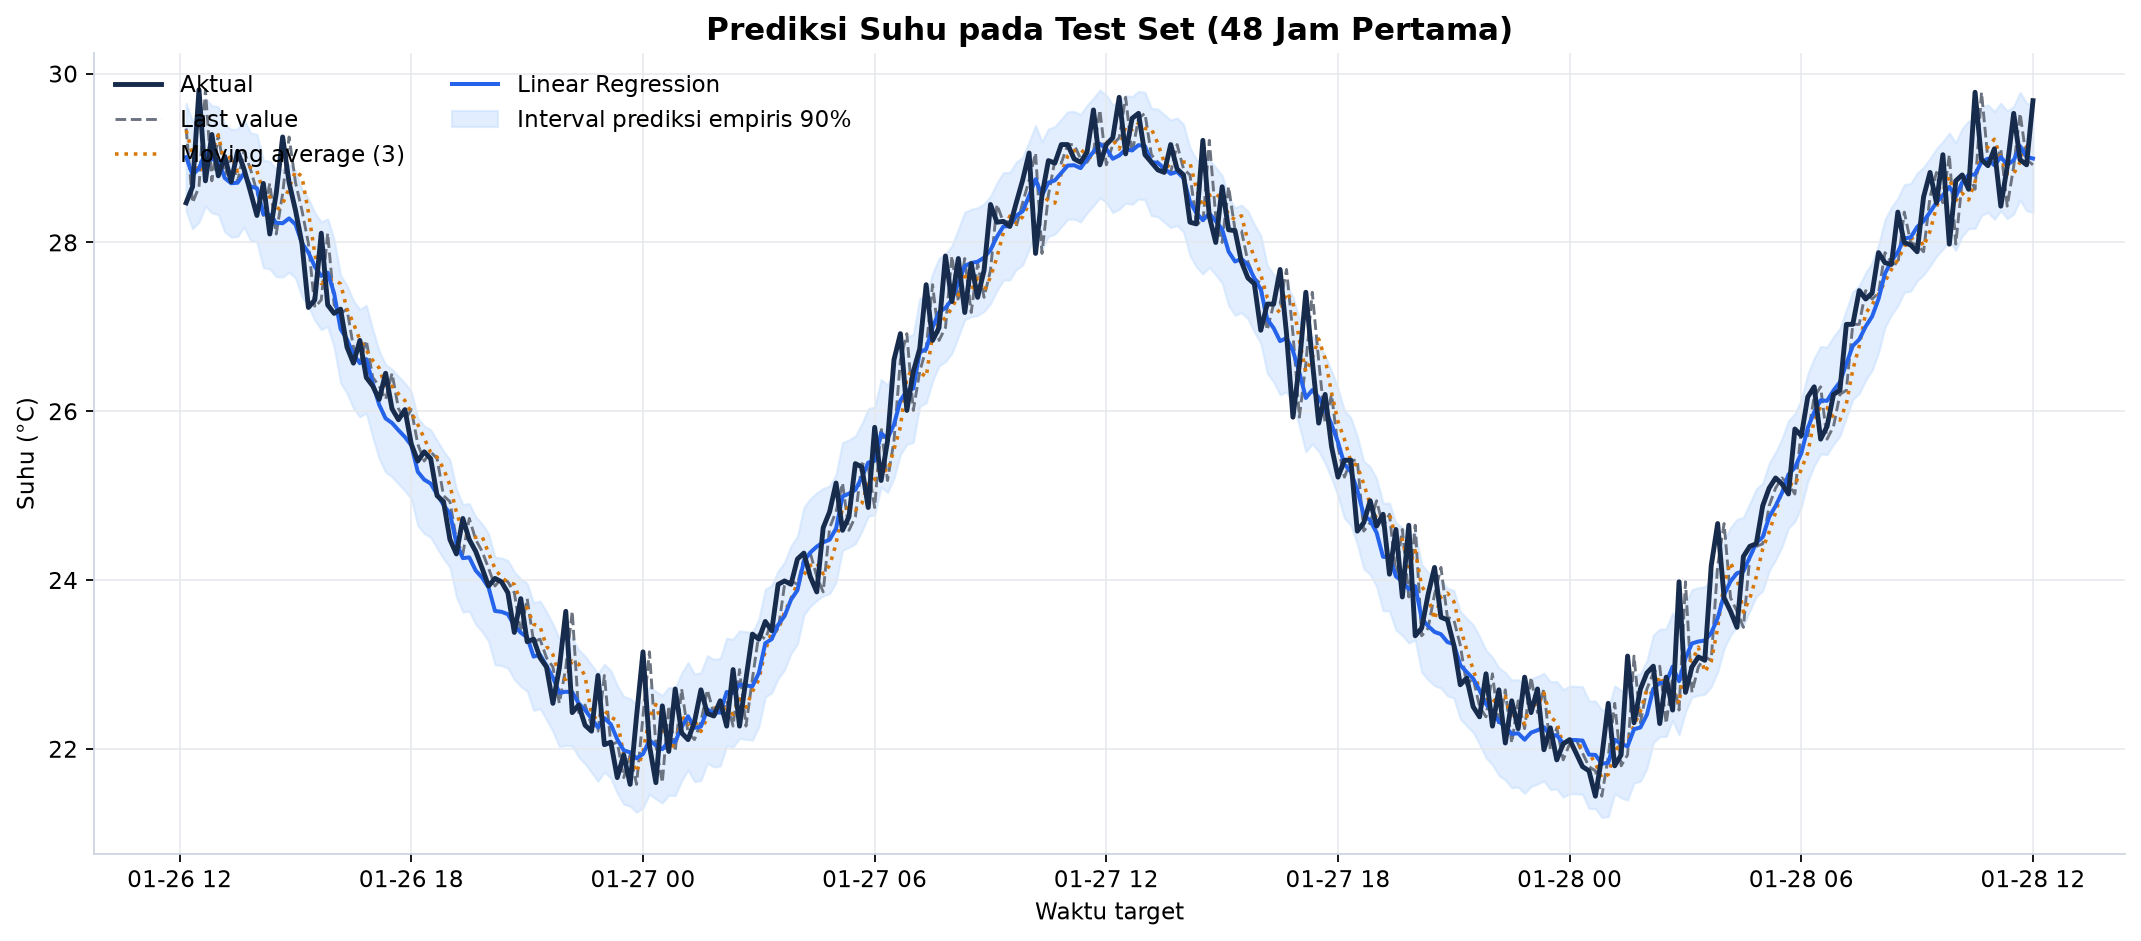 Prediksi Suhu pada Test Set (48 Jam Pertama)
Aktual
Last value
Moving average (3)
Linear Regression
Interval prediksi empiris 90%
Suhu (°C)
30
28
26
24
22
01-26 12
01-26 18
01-27 00
01-27 06
01-27 12
01-27 18
01-28 00
01-28 06
01-28 12
Waktu target